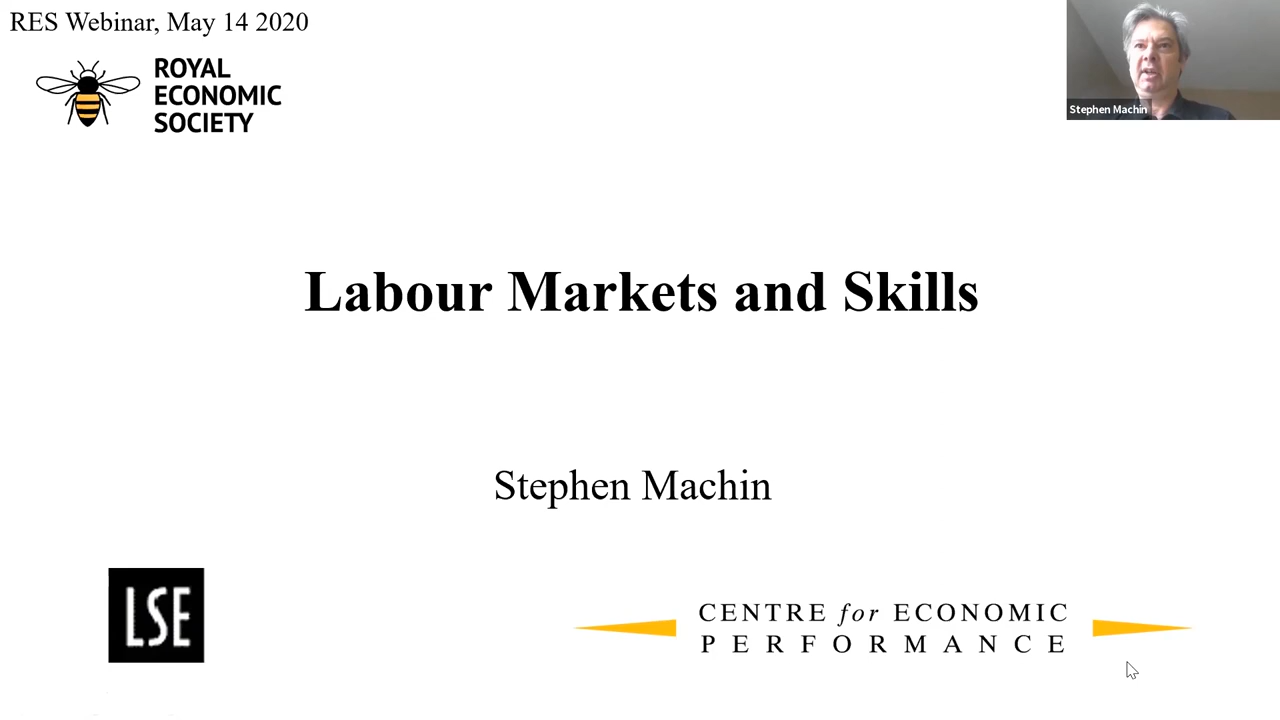 RES Webinar, May 14 2020
ROYAL
ECONOMIC
SOCIETY
Stephen Machin
Labour Markets and Skills
Stephen Machin
LSE
CENTRE for ECONOMIC
PERFORMANCE